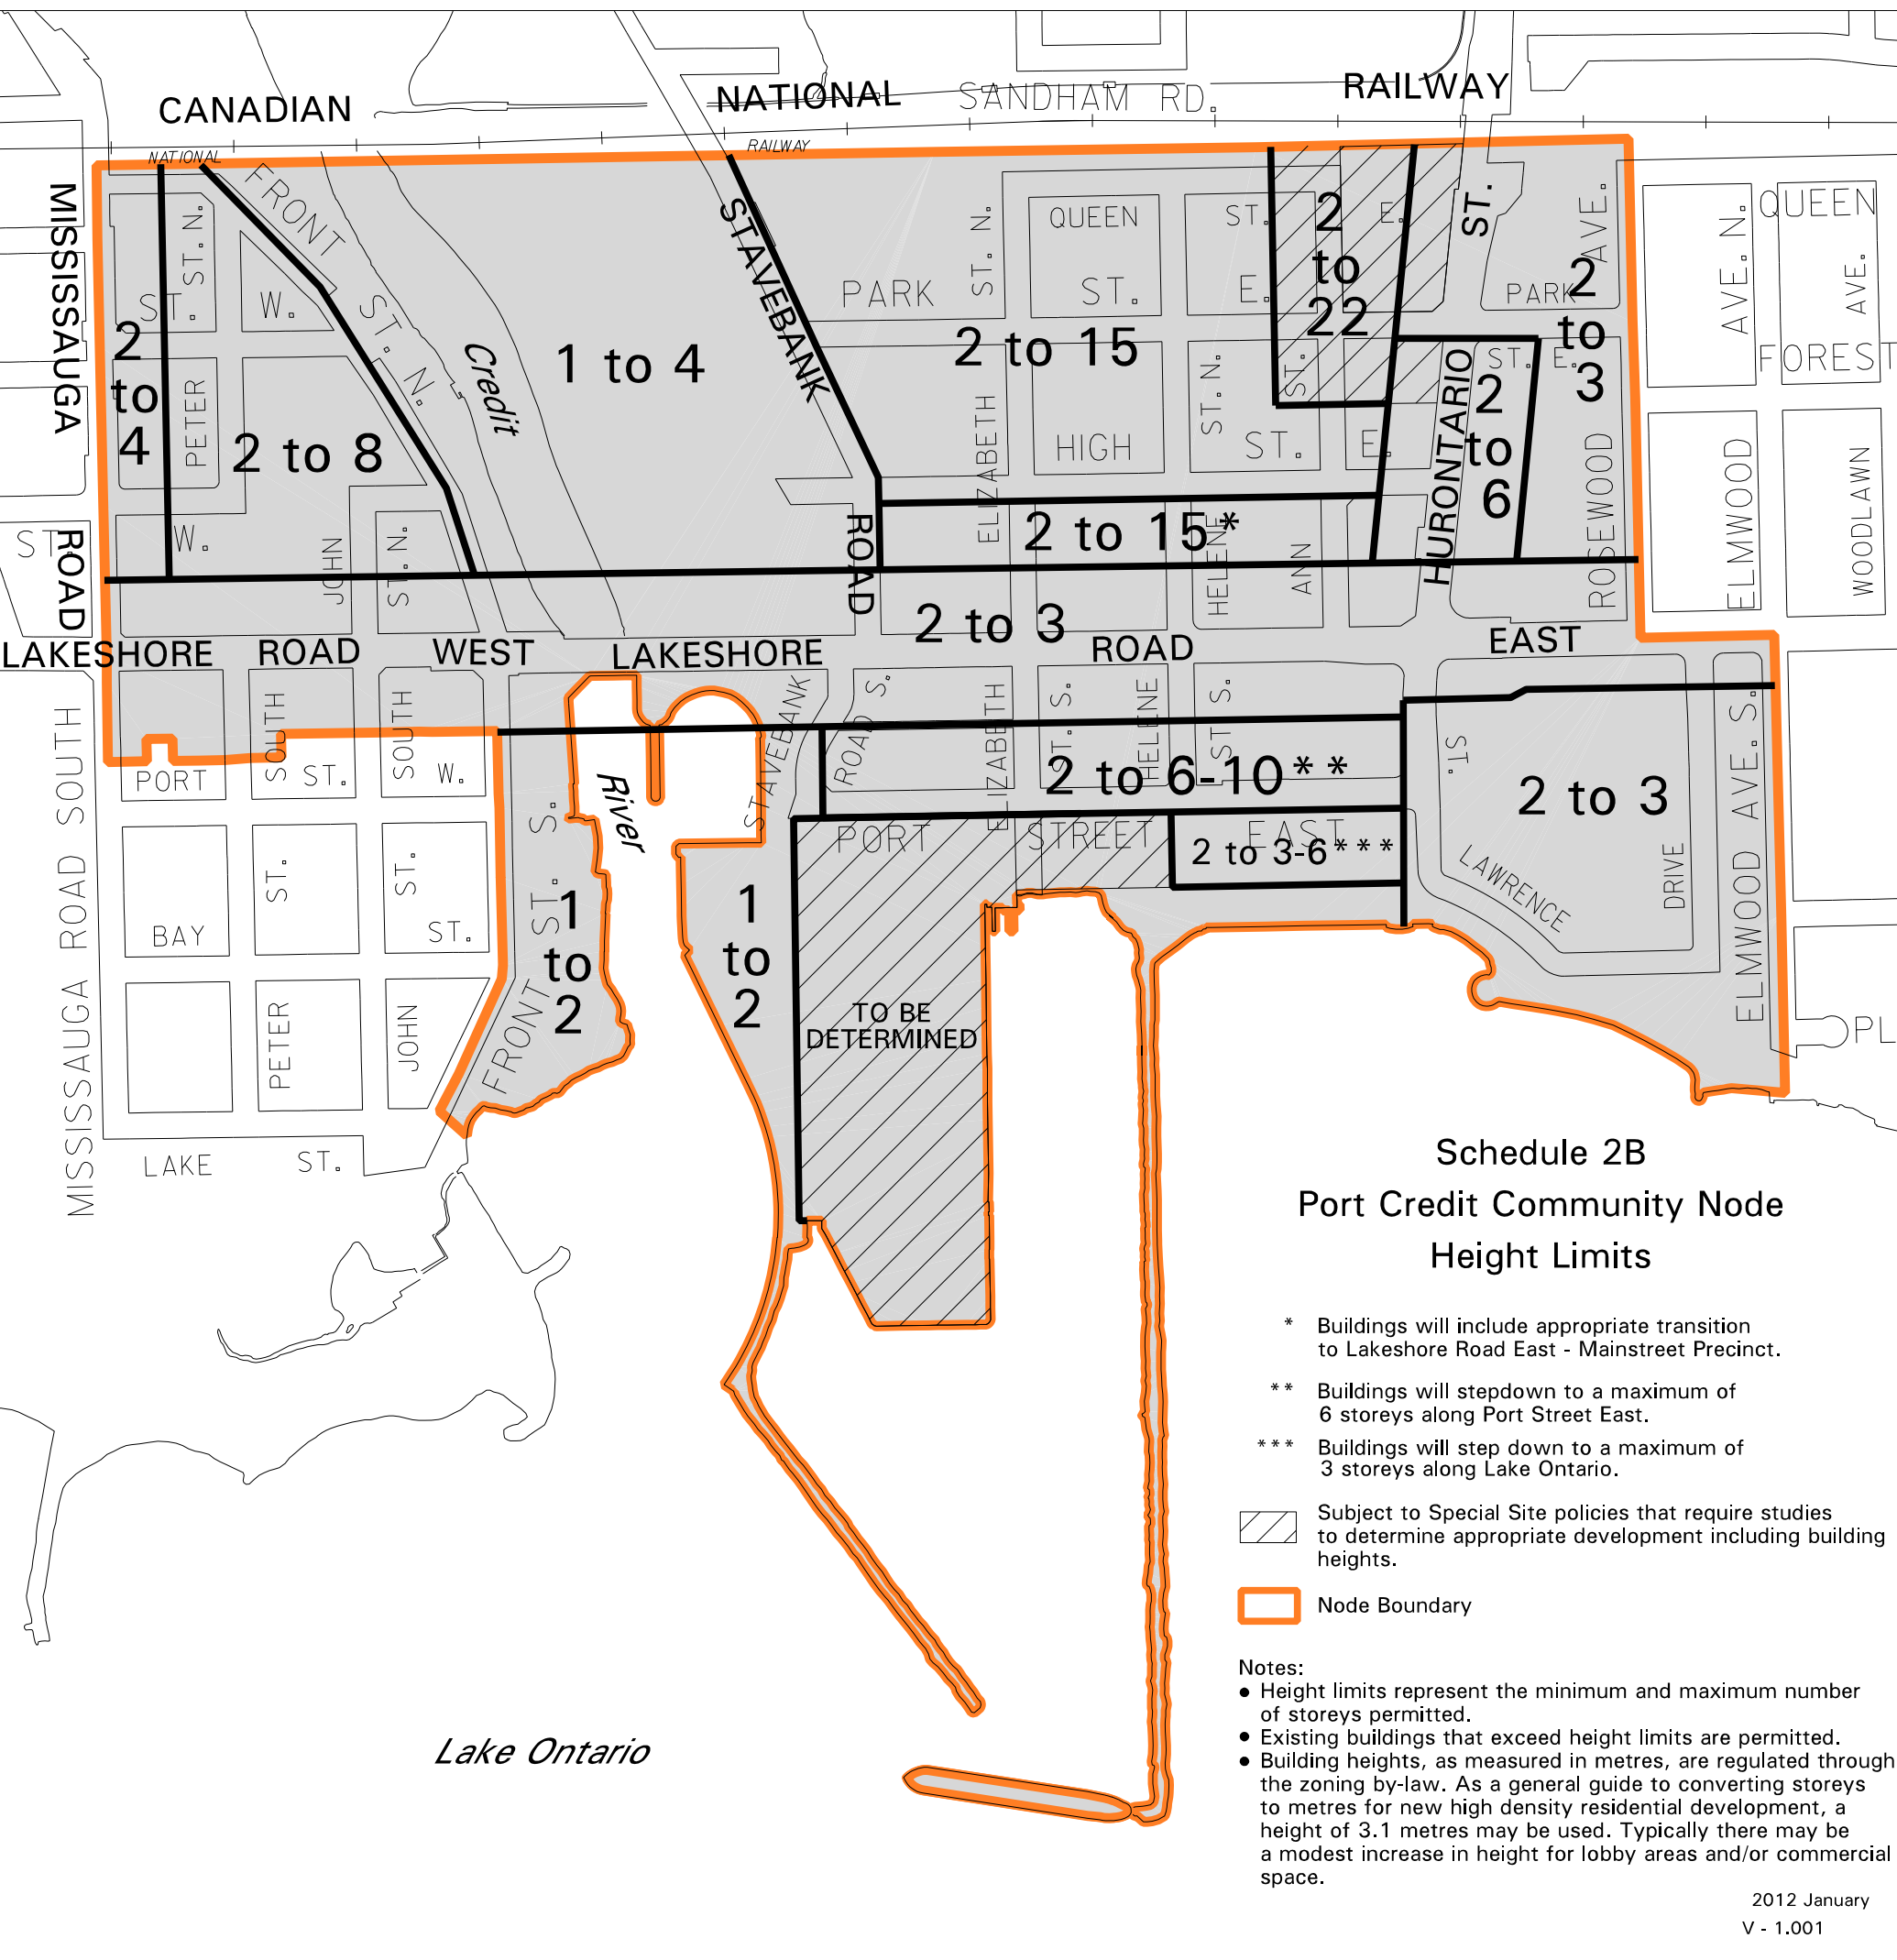 CANADIAN
NATIONAL
RAILWAY
SANDHAM RD.
NATIONAL
RAILWAY
MISSISSAUGA
ROAD
FRONT
ST. N.
ST. N.
ST.
W.
2
to
4
PETER
2 to 8
W.
ST.
JOHN
ST. N.
Credit
1 to 4
STAVEBANK
ROAD
PARK
ST. N.
QUEEN
ST.
E.
ST.
E.
2
to
22
ST.
AVE.
PARK
2
to
3
AVE. N.
QUEEN
AVE.
FOREST
2 to 15
ST. N.
ST.
ST. E.
HURONTARIO
2
to
6
ELIZABETH
HIGH
ST.
E.
ROSEWOOD
ELMWOOD
WOODLAWN
2 to 15*
HELENE
ANN
2 to 3
LAKESHORE
ROAD
WEST
LAKESHORE
ROAD
EAST
MISSISSAUGA ROAD SOUTH
SOUTH
SOUTH
PORT
ST.
W.
River
STAVEBANK
ROAD S.
ELIZABETH
ST. S.
HELENE
ST. S.
2 to 6-10**
ST.
2 to 3
ELMWOOD AVE. S.
PORT
STREET
EAST
2 to 3-6***
LAWRENCE
DRIVE
ST.
ST.
BAY
ST.
FRONT ST. S.
1
to
2
1
to
2
TO BE
DETERMINED
PETER
JOHN
PL
LAKE
ST.
Schedule 2B
Port Credit Community Node
Height Limits
* Buildings will include appropriate transition
to Lakeshore Road East - Mainstreet Precinct.
** Buildings will stepdown to a maximum of
6 storeys along Port Street East.
*** Buildings will step down to a maximum of
3 storeys along Lake Ontario.
Subject to Special Site policies that require studies
to determine appropriate development including building
heights.
Node Boundary
Notes:
● Height limits represent the minimum and maximum number
of storeys permitted.
● Existing buildings that exceed height limits are permitted.
● Building heights, as measured in metres, are regulated through
the zoning by-law. As a general guide to converting storeys
to metres for new high density residential development, a
height of 3.1 metres may be used. Typically there may be
a modest increase in height for lobby areas and/or commercial
space.
Lake Ontario
2012 January
V - 1.001